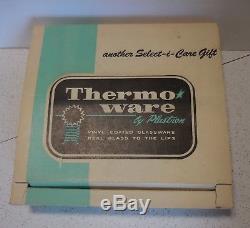 another Select-i-Care Gift
Thermo
ware
by Plastron
VINYL COATED GLASSWARE
REAL GLASS TO THE LIPS